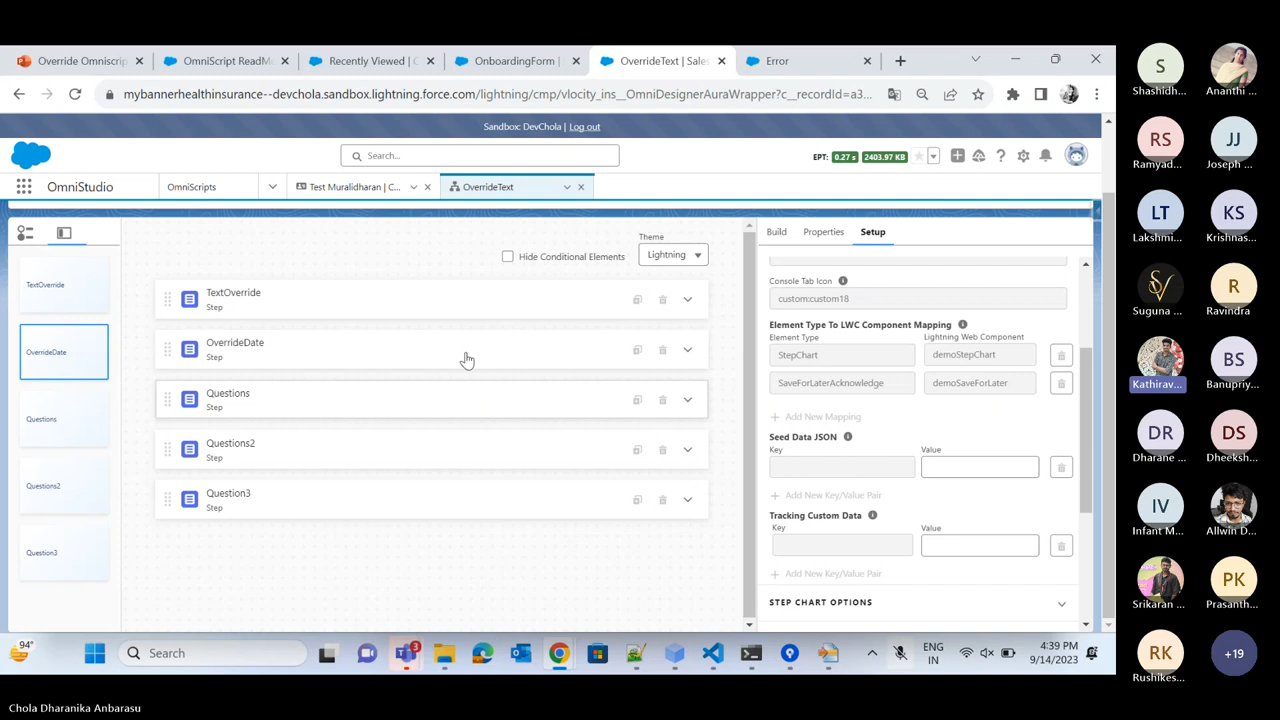 Override Omniscrip
OmniScript ReadM
Recently Viewed | C
OnboardingForm |
OverrideText | Sales
Error
mybannerhealthinsurance--devchola.sandbox.lightning.force.com/lightning/cmp/vlocity_ins__OmniDesignerAuraWrapper?c__recordId=a3...
Sandbox: DevChola | Log out
Search...
EPT: 0.27 s 2403.97 KB
OmniStudio
OmniScripts
Test Muralidharan | C...
OverrideText
Build
Properties
Setup
Theme
Hide Conditional Elements
Lightning
TextOverride
OverrideDate
Questions
Questions2
Question3
TextOverride
Step
OverrideDate
Step
Questions
Step
Questions2
Step
Question3
Step
Console Tab Icon
custom:custom18
Element Type To LWC Component Mapping
Element Type
Lightning Web Component
StepChart
demoStepChart
SaveForLaterAcknowledge
demoSaveForLater
+ Add New Mapping
Seed Data JSON
Key
Value
+ Add New Key/Value Pair
Tracking Custom Data
Key
Value
+ Add New Key/Value Pair
STEP CHART OPTIONS
94°
Search
3
ENG
IN
4:39 PM
9/14/2023
S
Shashidh...
Ananthi ...
RS
Ramyad...
JJ
Joseph ...
LT
Lakshmi...
KS
Krishnas...
SV
Suguna ...
R
Ravindra
Kathirav...
BS
Banupriy...
DR
Dharane ...
DS
Dheeksh...
IV
Infant M...
Allwin D...
Srikaran ...
PK
Prasanth...
RK
Rushikes...
+19
Chola Dharanika Anbarasu